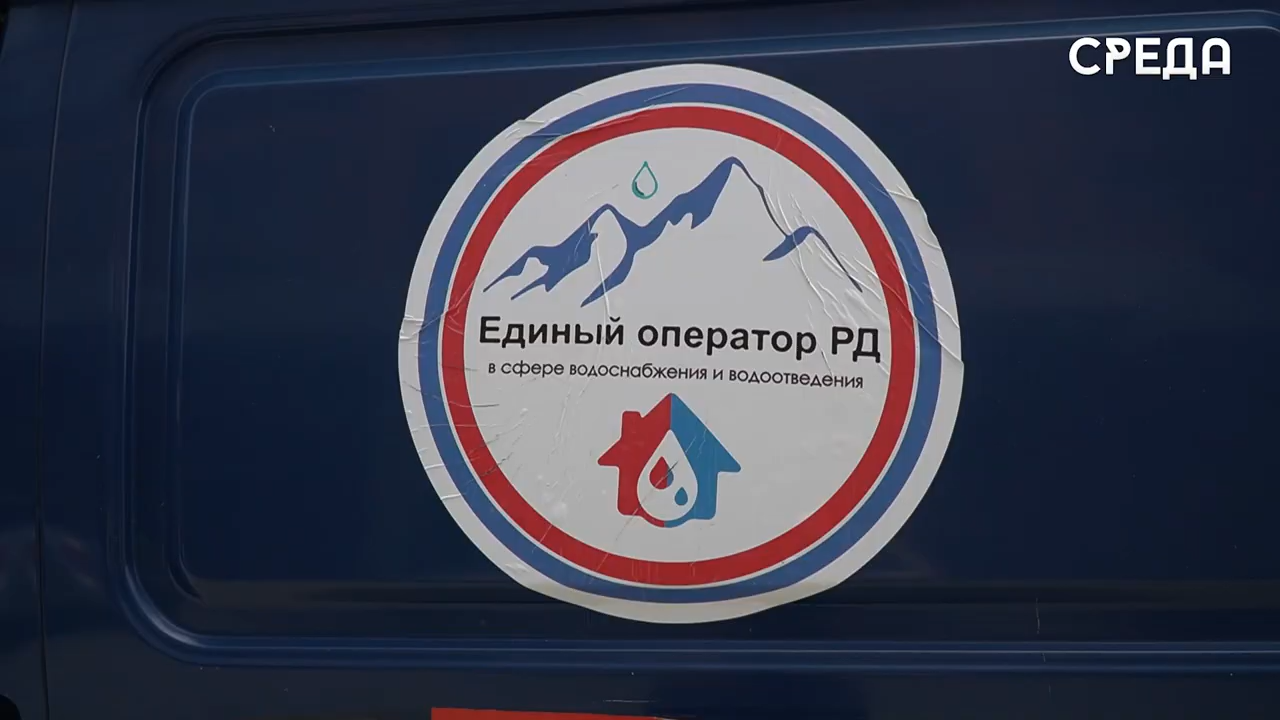 СРЕДА
Единый оператор РД
в сфере водоснабжения и водоотведения